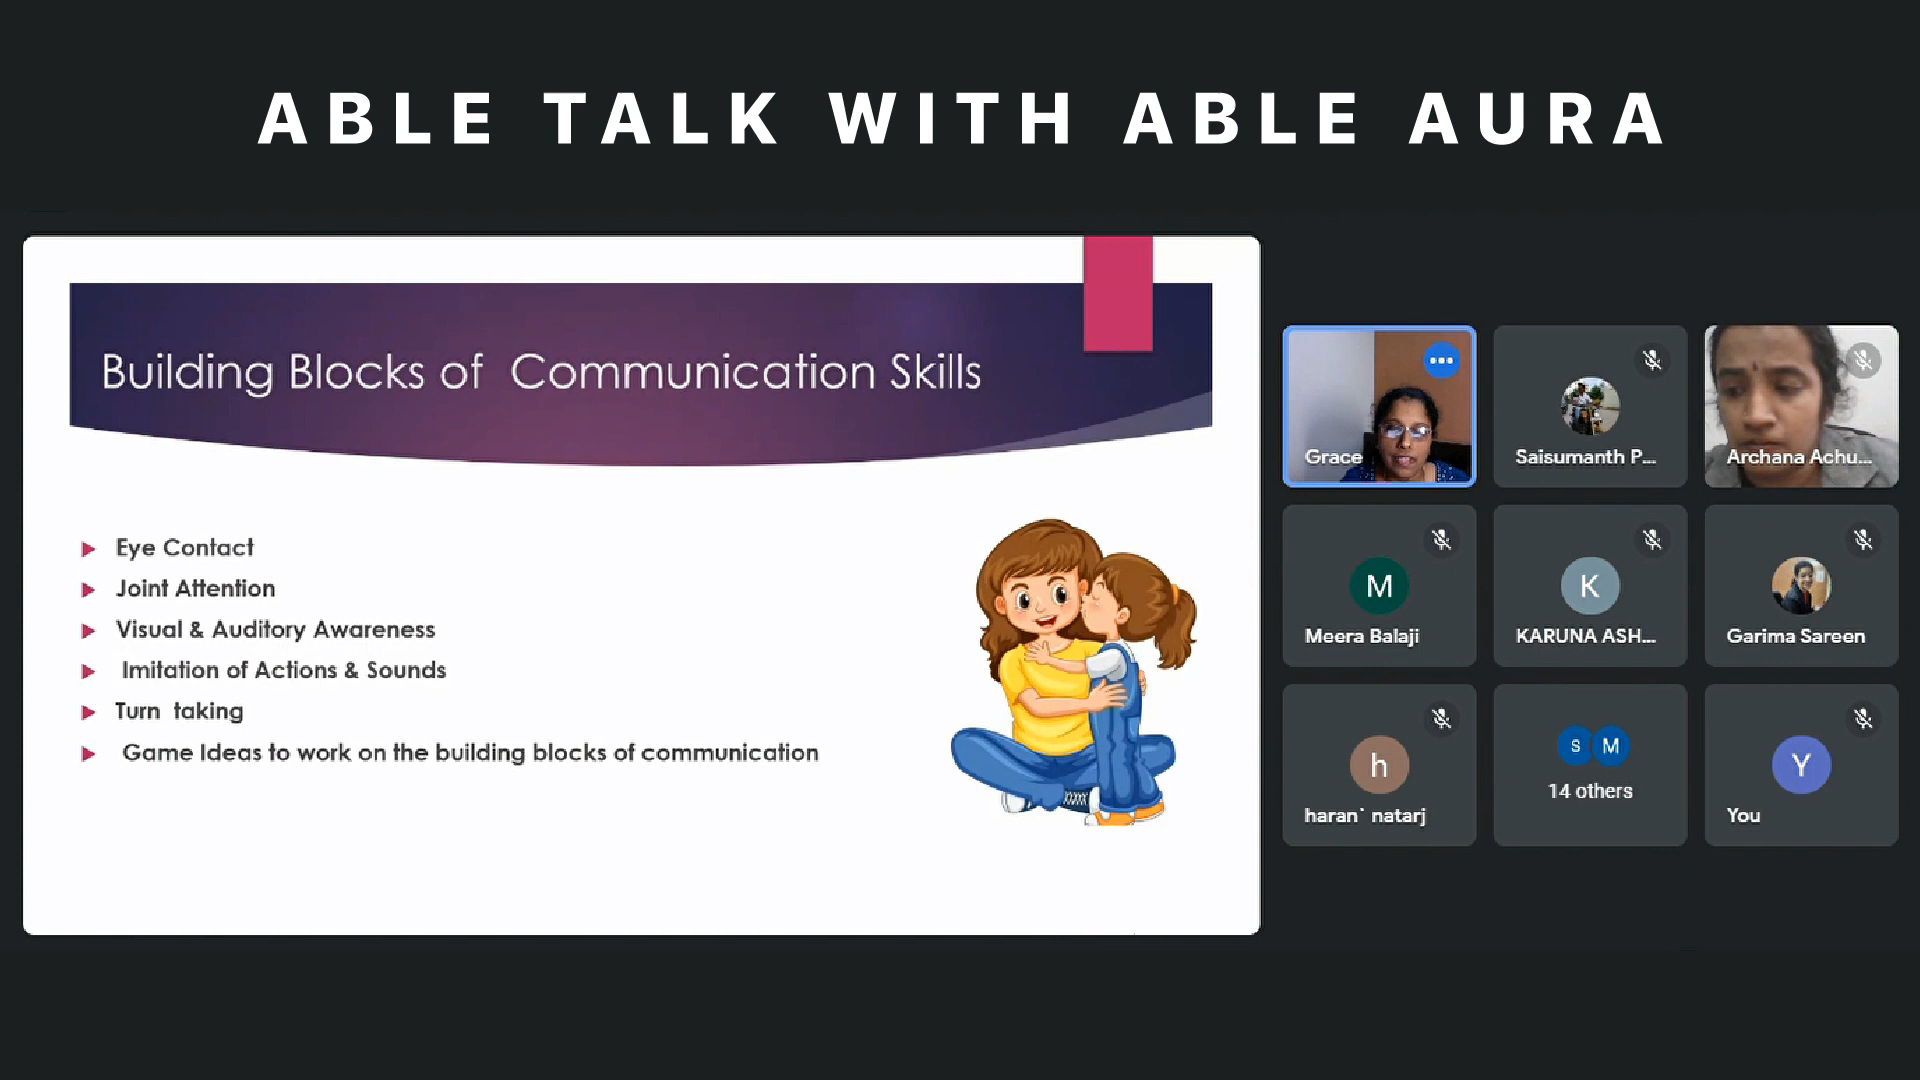 ABLE TALK WITH ABLE AURA
Building Blocks of Communication Skills
Eye Contact
Joint Attention
Visual & Auditory Awareness
Imitation of Actions & Sounds
Turn taking
Game Ideas to work on the building blocks of communication
Grace
Saisumanth P...
Archana Achu...
M
Meera Balaji
K
KARUNA ASH...
Garima Sareen
h
haran` natarj
S M
14 others
Y
You